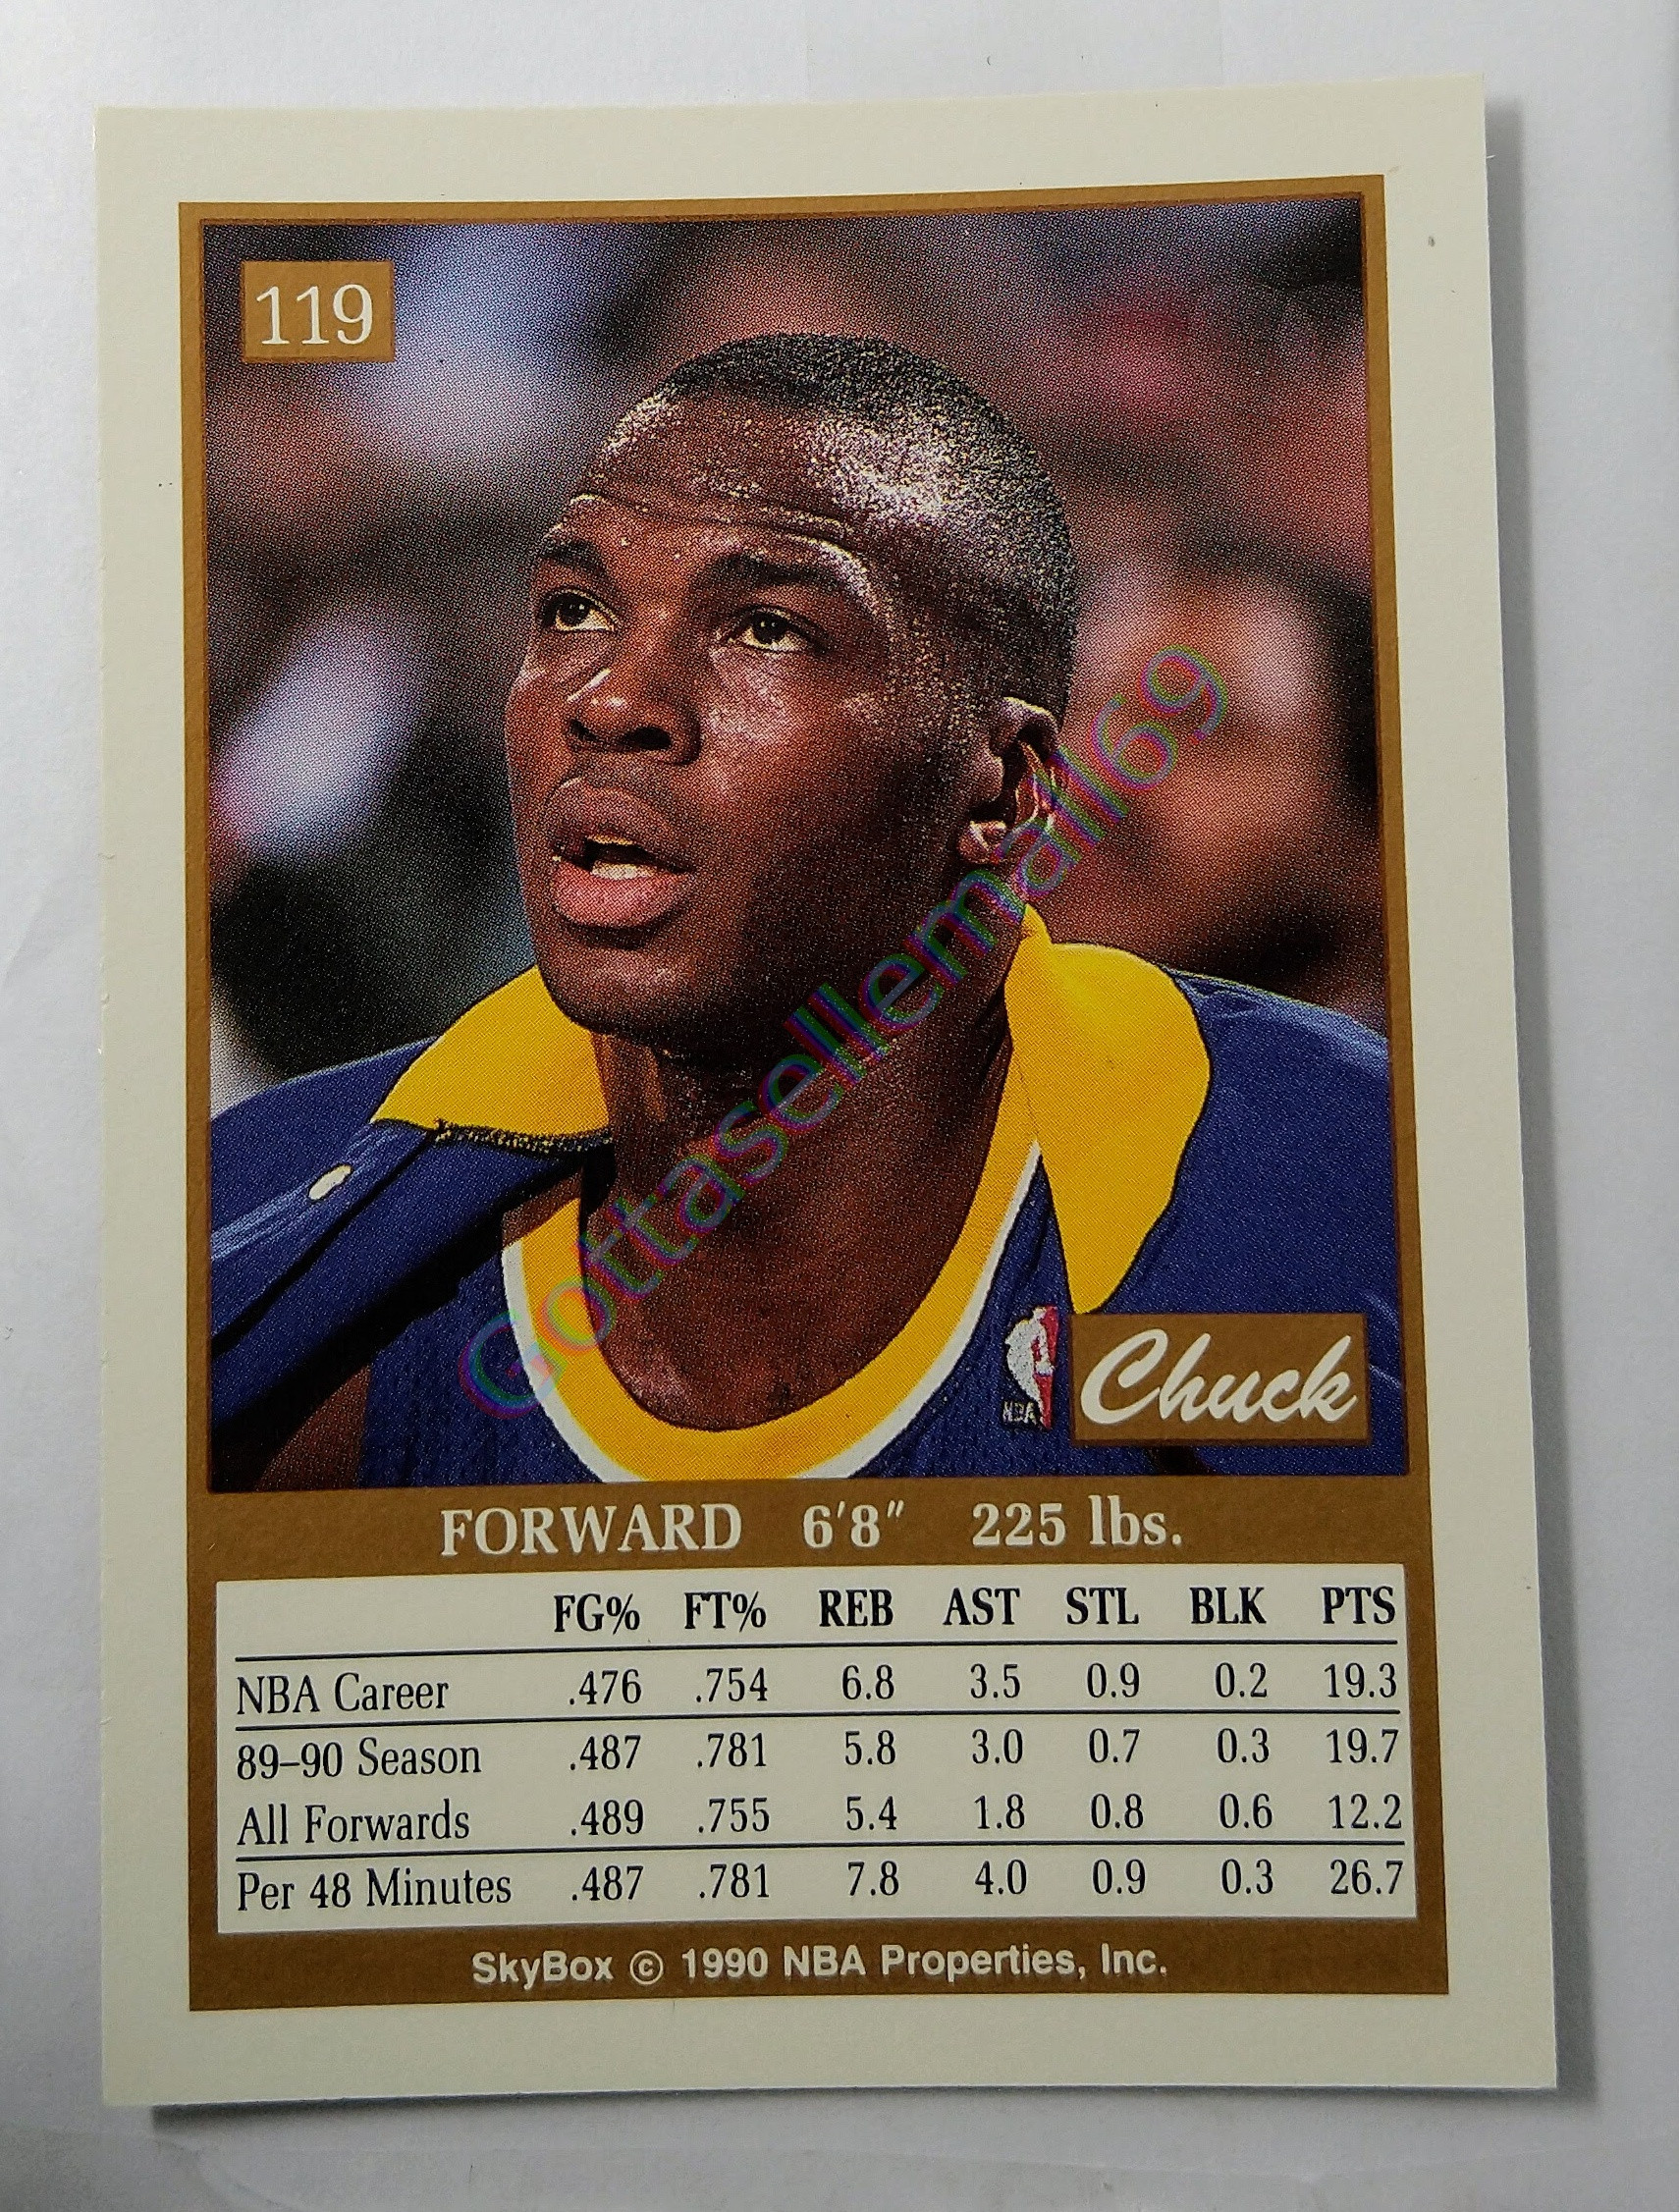 119
Gottasellemall69
NBA
Chuck
FORWARD 6'8" 225 lbs.
FG% FT% REB AST STL BLK PTS
NBA Career .476 .754 6.8 3.5 0.9 0.2 19.3
89–90 Season .487 .781 5.8 3.0 0.7 0.3 19.7
All Forwards .489 .755 5.4 1.8 0.8 0.6 12.2
Per 48 Minutes .487 .781 7.8 4.0 0.9 0.3 26.7
SkyBox © 1990 NBA Properties, Inc.